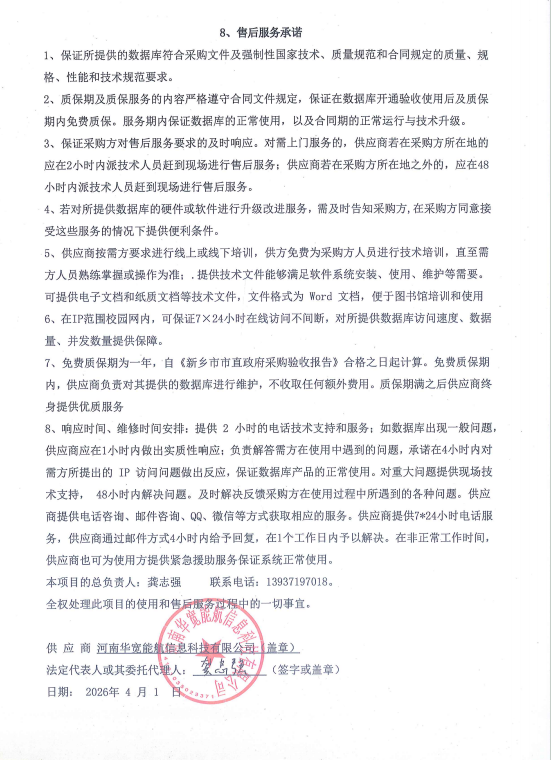 8、售后服务承诺
1、保证所提供的数据库符合采购文件及强制性国家技术、质量规范和合同规定的质量、规
格、性能和技术规范要求。
2、质保期及质保服务的内容严格遵守合同文件规定，保证在数据库开通验收使用后及质保
期内免费质保。服务期内保证数据库的正常使用，以及合同期的正常运行与技术升级。
3、保证采购方对售后服务要求的及时响应。对需上门服务的，供应商若在采购方所在地的
应在2小时内派技术人员赶到现场进行售后服务；供应商若在采购方所在地之外的，应在48
小时内派技术人员赶到现场进行售后服务。
4、若对所提供数据库的硬件或软件进行升级改进服务，需及时告知采购方,在采购方同意接
受这些服务的情况下提供便利条件。
5、供应商按需方要求进行线上或线下培训，供方免费为采购方人员进行技术培训，直至需
方人员熟练掌握或操作为准；.提供技术文件能够满足软件系统安装、使用、维护等需要。
可提供电子文档和纸质文档等技术文件，文件格式为 Word 文档，便于图书馆培训和使用
6、在IP范围校园网内，可保证7×24小时在线访问不间断，对所提供数据库访问速度、数据
量、并发数量提供保障。
7、免费质保期为一年，自《新乡市市直政府采购验收报告》合格之日起计算。免费质保期
内，供应商负责对其提供的数据库进行维护，不收取任何额外费用。质保期满之后供应商终
身提供优质服务
8、响应时间、维修时间安排：提供 2 小时的电话技术支持和服务；如数据库出现一般问题，
供应商应在1小时内做出实质性响应；负责解答需方在使用中遇到的问题，承诺在4小时内对
需方所提出的 IP 访问问题做出反应，保证数据库产品的正常使用。对重大问题提供现场技
术支持， 48小时内解决问题。及时解决反馈采购方在使用过程中所遇到的各种问题。供应
商提供电话咨询、邮件咨询、QQ、微信等方式获取相应的服务。供应商提供7*24小时电话服
务，供应商通过邮件方式4小时内给予回复，在1个工作日内予以解决。在非正常工作时间，
供应商也可为使用方提供紧急援助服务保证系统正常使用。
本项目的总负责人：龚志强 联系电话：13937197018。
全权处理此项目的使用和售后服务过程中的一切事宜。
供 应 商 河南华宽能航信息科技有限公司（盖章）
法定代表人或其委托代理人：龚志强（签字或盖章）
日期： 2026年 4 月 1 日